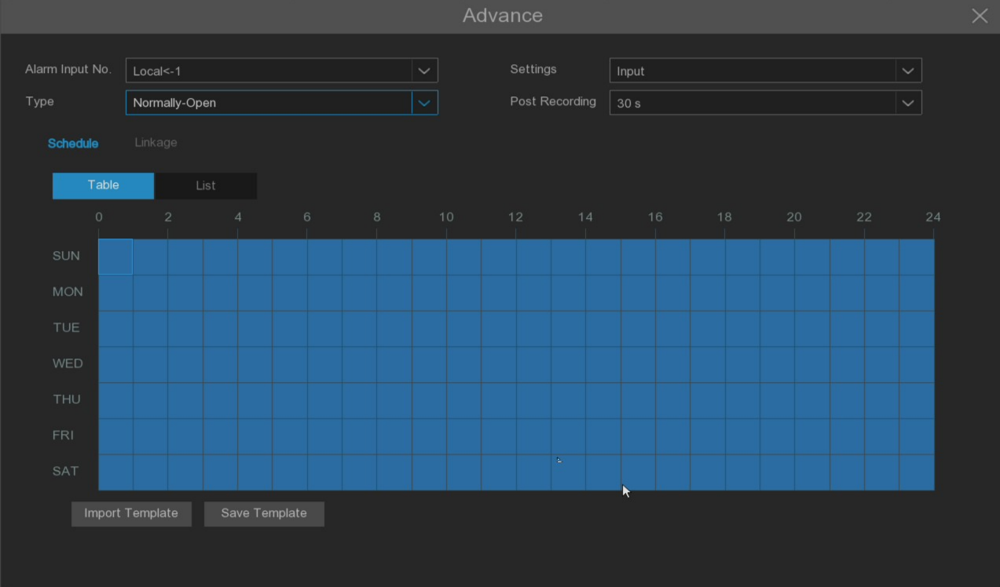 Advance
Alarm Input No. Local<-1 Settings Input
Type Normally-Open Post Recording 30 s
Schedule Linkage
Table List
0 2 4 6 8 10 12 14 16 18 20 22 24
SUN
MON
TUE
WED
THU
FRI
SAT
Import Template Save Template